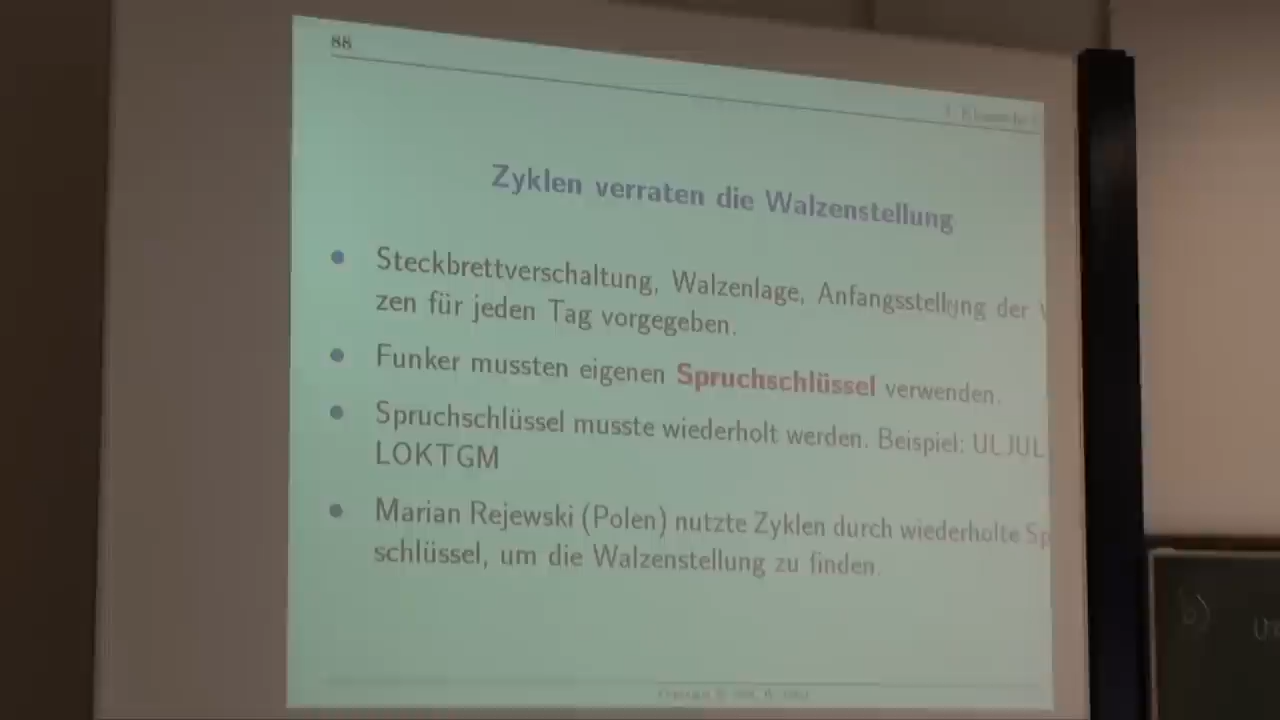 88
Zyklen verraten die Walzenstellung
Steckbrettverschaltung, Walzenlage, Anfangsstellung der
zen für jeden Tag vorgegeben.
Funker mussten eigenen Spruchschlüssel verwenden.
Spruchschlüssel musste wiederholt werden. Beispiel: ULJUL
LOKTGM
Marian Rejewski (Polen) nutzte Zyklen durch wiederholte Sp
schlüssel, um die Walzenstellung zu finden.
b)